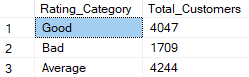 Rating_Category Total_Customers
1 Good 4047
2 Bad 1709
3 Average 4244